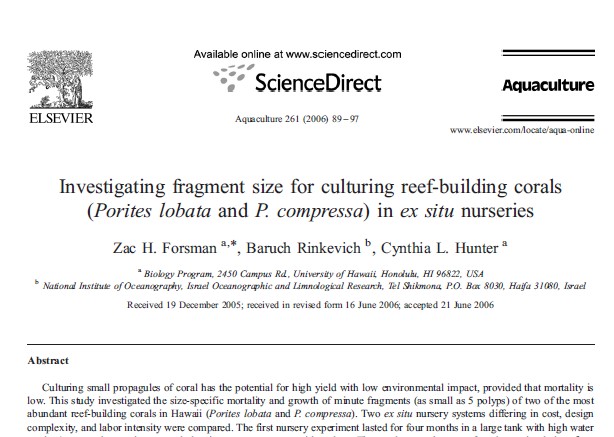 Available online at www.sciencedirect.com
ELSEVIER
ScienceDirect
Aquaculture
Aquaculture 261 (2006) 89–97
www.elsevier.com/locate/aqua-online
Investigating fragment size for culturing reef-building corals
(Porites lobata and P. compressa) in ex situ nurseries
Zac H. Forsman a,*, Baruch Rinkevich b, Cynthia L. Hunter a
a Biology Program, 2450 Campus Rd., University of Hawaii, Honolulu, HI 96822, USA
b National Institute of Oceanography, Israel Oceanographic and Limnological Research, Tel Shikmona, P.O. Box 8030, Haifa 31080, Israel
Received 19 December 2005; received in revised form 16 June 2006; accepted 21 June 2006
Abstract
Culturing small propagules of coral has the potential for high yield with low environmental impact, provided that mortality is
low. This study investigated the size-specific mortality and growth of minute fragments (as small as 5 polyps) of two of the most
abundant reef-building corals in Hawaii (Porites lobata and P. compressa). Two ex situ nursery systems differing in cost, design
complexity, and labor intensity were compared. The first nursery experiment lasted for four months in a large tank with high water